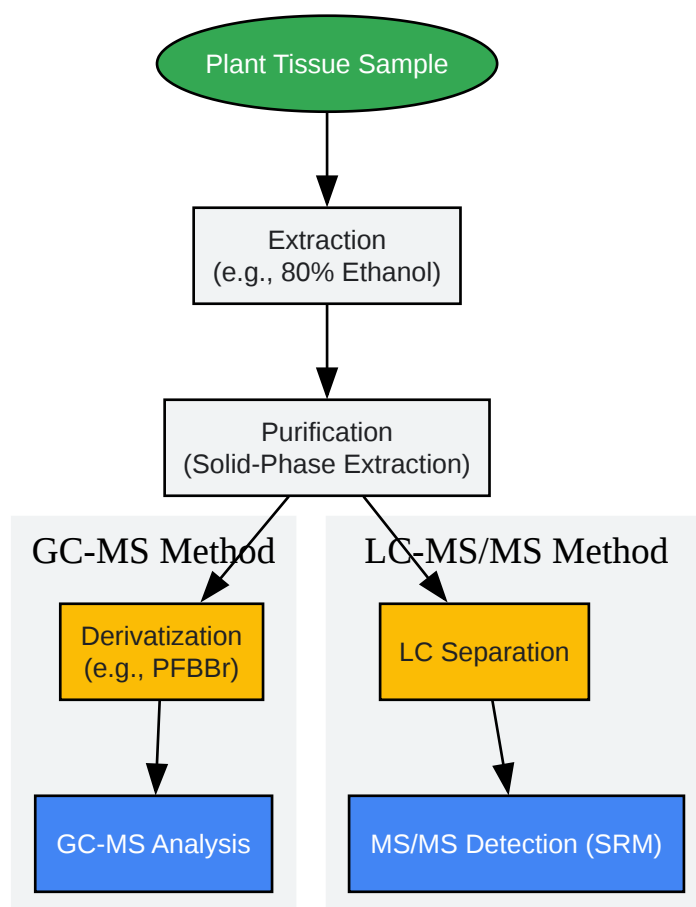 Plant Tissue Sample
Extraction
(e.g., 80% Ethanol)
Purification
(Solid-Phase Extraction)
GC-MS Method
Derivatization
(e.g., PFBBr)
GC-MS Analysis
LC-MS/MS Method
LC Separation
MS/MS Detection (SRM)